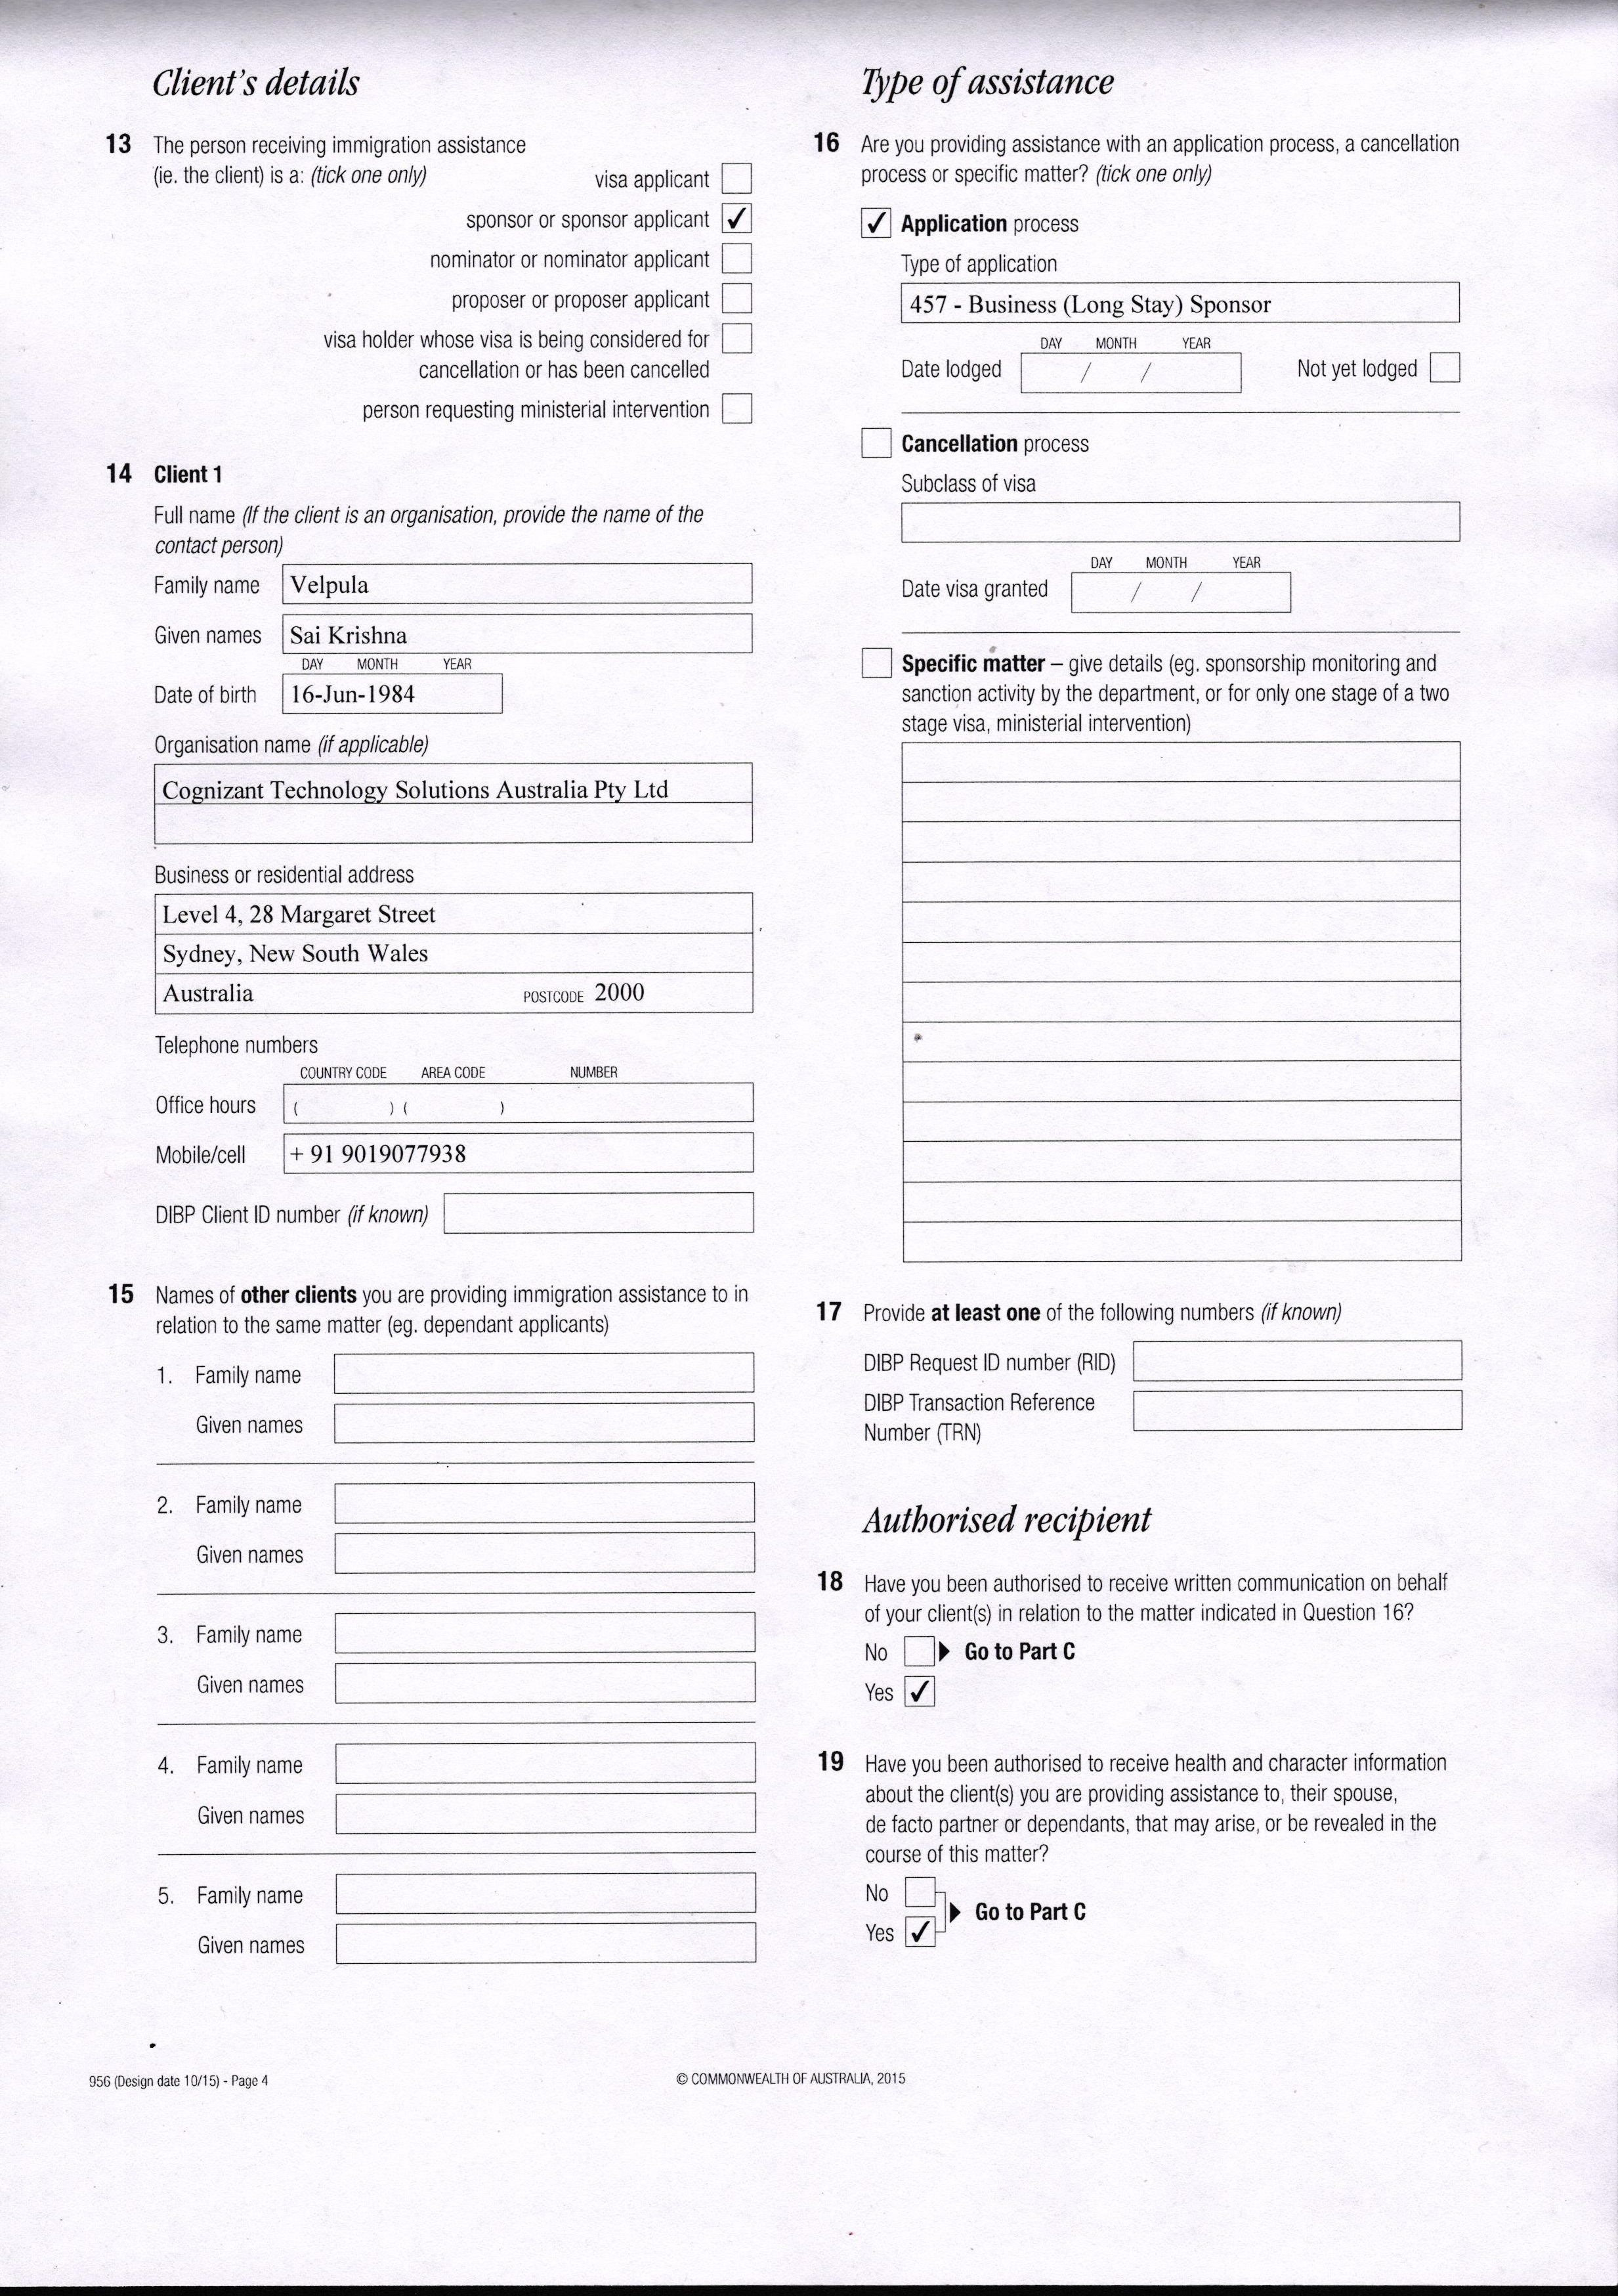 Client's details
13 The person receiving immigration assistance
(ie. the client) is a: (tick one only)
visa applicant
sponsor or sponsor applicant ✓
nominator or nominator applicant
proposer or proposer applicant
visa holder whose visa is being considered for
cancellation or has been cancelled
person requesting ministerial intervention
14 Client 1
Full name (If the client is an organisation, provide the name of the
contact person)
Family name Velpula
Given names Sai Krishna
DAY MONTH YEAR
Date of birth 16-Jun-1984
Organisation name (if applicable)
Cognizant Technology Solutions Australia Pty Ltd
Business or residential address
Level 4, 28 Margaret Street
Sydney, New South Wales
Australia POSTCODE 2000
Telephone numbers
COUNTRY CODE AREA CODE NUMBER
Office hours ( ) ( )
Mobile/cell + 91 9019077938
DIBP Client ID number (if known)
15 Names of other clients you are providing immigration assistance to in
relation to the same matter (eg. dependant applicants)
1. Family name
Given names
2. Family name
Given names
3. Family name
Given names
4. Family name
Given names
5. Family name
Given names
Type of assistance
16 Are you providing assistance with an application process, a cancellation
process or specific matter? (tick one only)
✓ Application process
Type of application
457 - Business (Long Stay) Sponsor
DAY MONTH YEAR
Date lodged / / Not yet lodged
Cancellation process
Subclass of visa
DAY MONTH YEAR
Date visa granted / /
Specific matter – give details (eg. sponsorship monitoring and
sanction activity by the department, or for only one stage of a two
stage visa, ministerial intervention)
17 Provide at least one of the following numbers (if known)
DIBP Request ID number (RID)
DIBP Transaction Reference
Number (TRN)
Authorised recipient
18 Have you been authorised to receive written communication on behalf
of your client(s) in relation to the matter indicated in Question 16?
No Go to Part C
Yes ✓
19 Have you been authorised to receive health and character information
about the client(s) you are providing assistance to, their spouse,
de facto partner or dependants, that may arise, or be revealed in the
course of this matter?
No
Go to Part C
Yes ✓
956 (Design date 10/15) - Page 4
© COMMONWEALTH OF AUSTRALIA, 2015